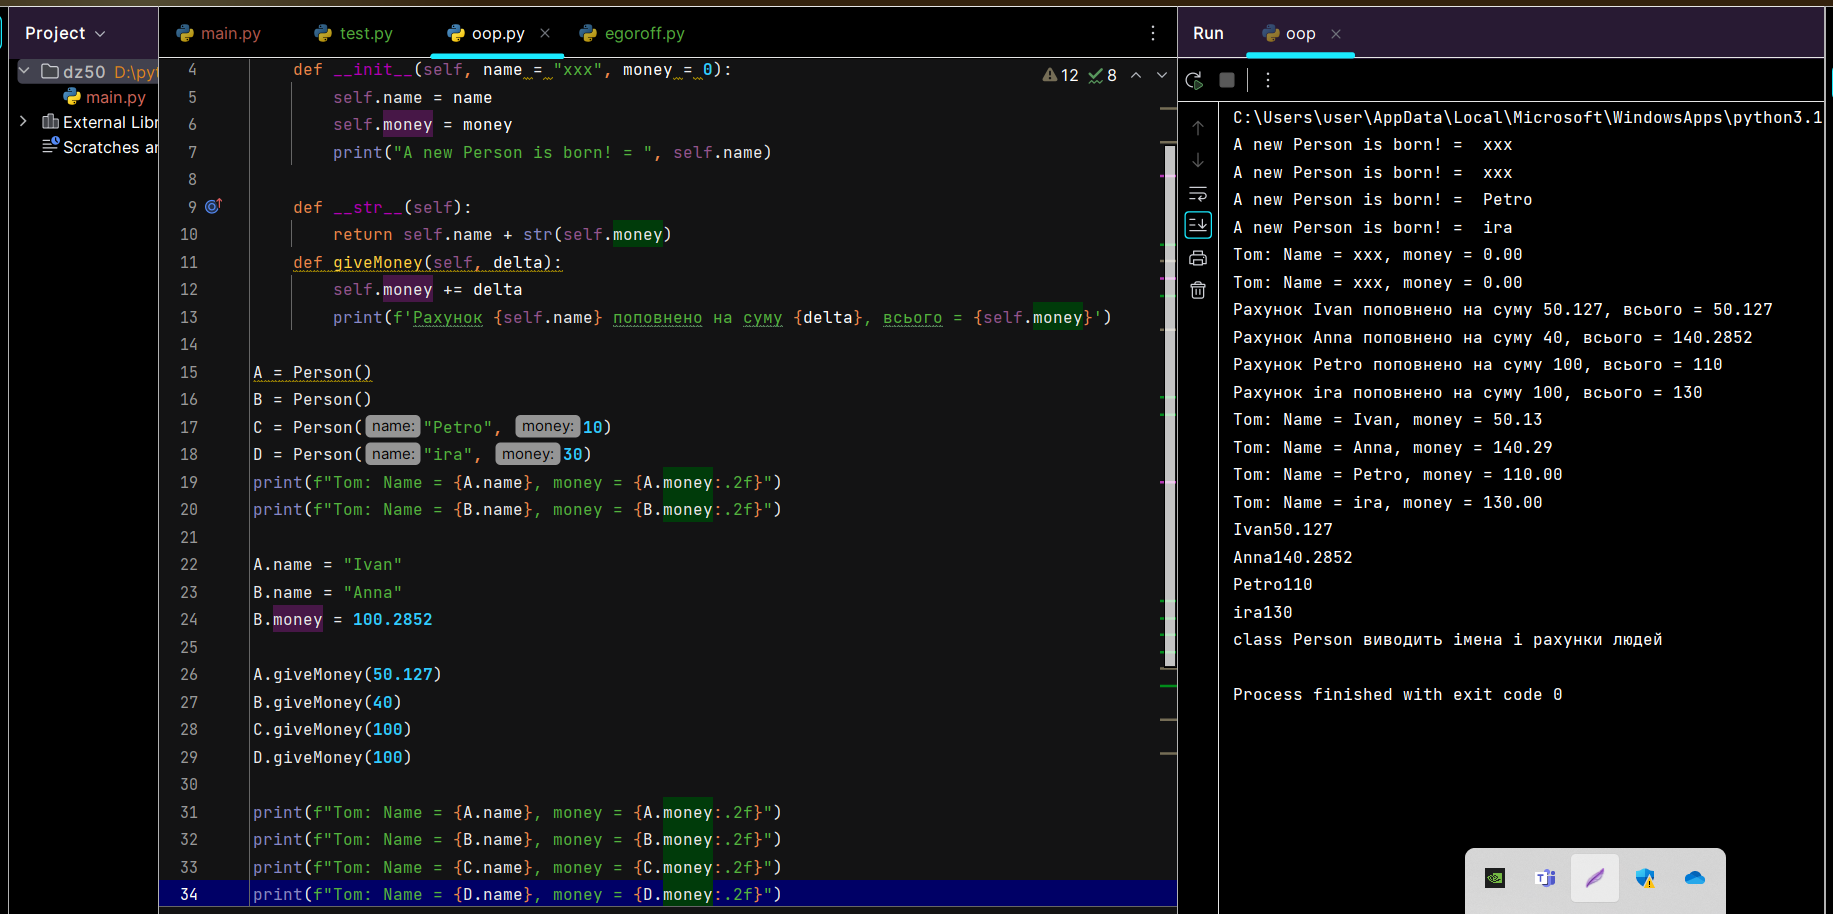 Project
main.py
test.py
oop.py
egoroff.py
Run
oop
dz50 D:\pyt
main.py
External Libr
Scratches ar
12 8
4 def __init__(self, name = "xxx", money = 0):
5 self.name = name
6 self.money = money
7 print("A new Person is born! = ", self.name)
8
9 def __str__(self):
10 return self.name + str(self.money)
11 def giveMoney(self, delta):
12 self.money += delta
13 print(f'Рахунок {self.name} поповнено на суму {delta}, всього = {self.money}')
14
15 A = Person()
16 B = Person()
17 C = Person( name: "Petro", money: 10)
18 D = Person( name: "ira", money: 30)
19 print(f"Tom: Name = {A.name}, money = {A.money:.2f}")
20 print(f"Tom: Name = {B.name}, money = {B.money:.2f}")
21
22 A.name = "Ivan"
23 B.name = "Anna"
24 B.money = 100.2852
25
26 A.giveMoney(50.127)
27 B.giveMoney(40)
28 C.giveMoney(100)
29 D.giveMoney(100)
30
31 print(f"Tom: Name = {A.name}, money = {A.money:.2f}")
32 print(f"Tom: Name = {B.name}, money = {B.money:.2f}")
33 print(f"Tom: Name = {C.name}, money = {C.money:.2f}")
34 print(f"Tom: Name = {D.name}, money = {D.money:.2f}")
C:\Users\user\AppData\Local\Microsoft\WindowsApps\python3.1
A new Person is born! =  xxx
A new Person is born! =  xxx
A new Person is born! =  Petro
A new Person is born! =  ira
Tom: Name = xxx, money = 0.00
Tom: Name = xxx, money = 0.00
Рахунок Ivan поповнено на суму 50.127, всього = 50.127
Рахунок Anna поповнено на суму 40, всього = 140.2852
Рахунок Petro поповнено на суму 100, всього = 110
Рахунок ira поповнено на суму 100, всього = 130
Tom: Name = Ivan, money = 50.13
Tom: Name = Anna, money = 140.29
Tom: Name = Petro, money = 110.00
Tom: Name = ira, money = 130.00
Ivan50.127
Anna140.2852
Petro110
ira130
class Person виводить імена і рахунки людей
Process finished with exit code 0